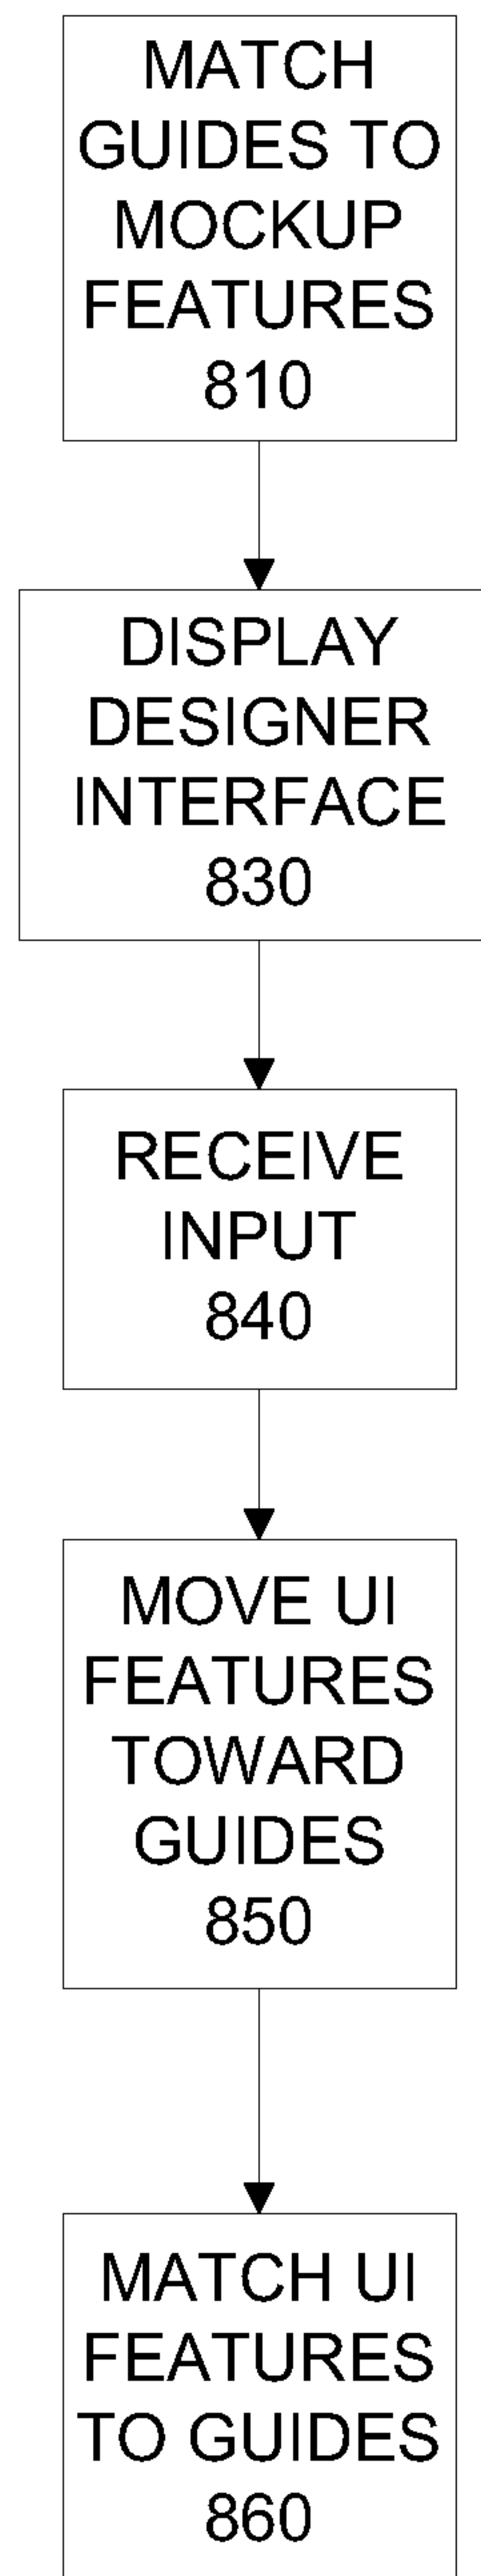 MATCH
GUIDES TO
MOCKUP
FEATURES
810
DISPLAY
DESIGNER
INTERFACE
830
RECEIVE
INPUT
840
MOVE UI
FEATURES
TOWARD
GUIDES
850
MATCH UI
FEATURES
TO GUIDES
860